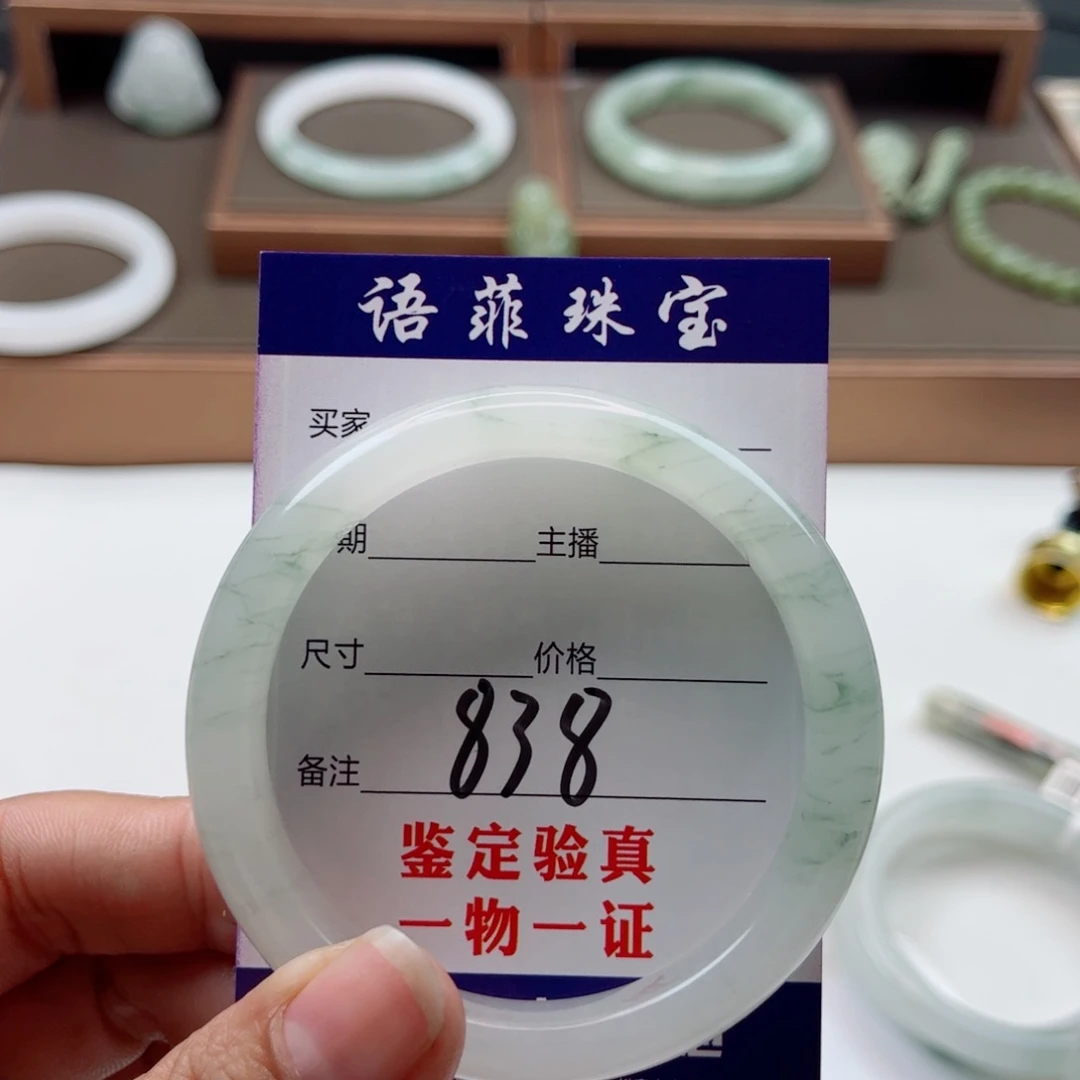 语菲珠宝
买家
期 主播
尺寸 价格
备注 838
鉴定验真
一物一证